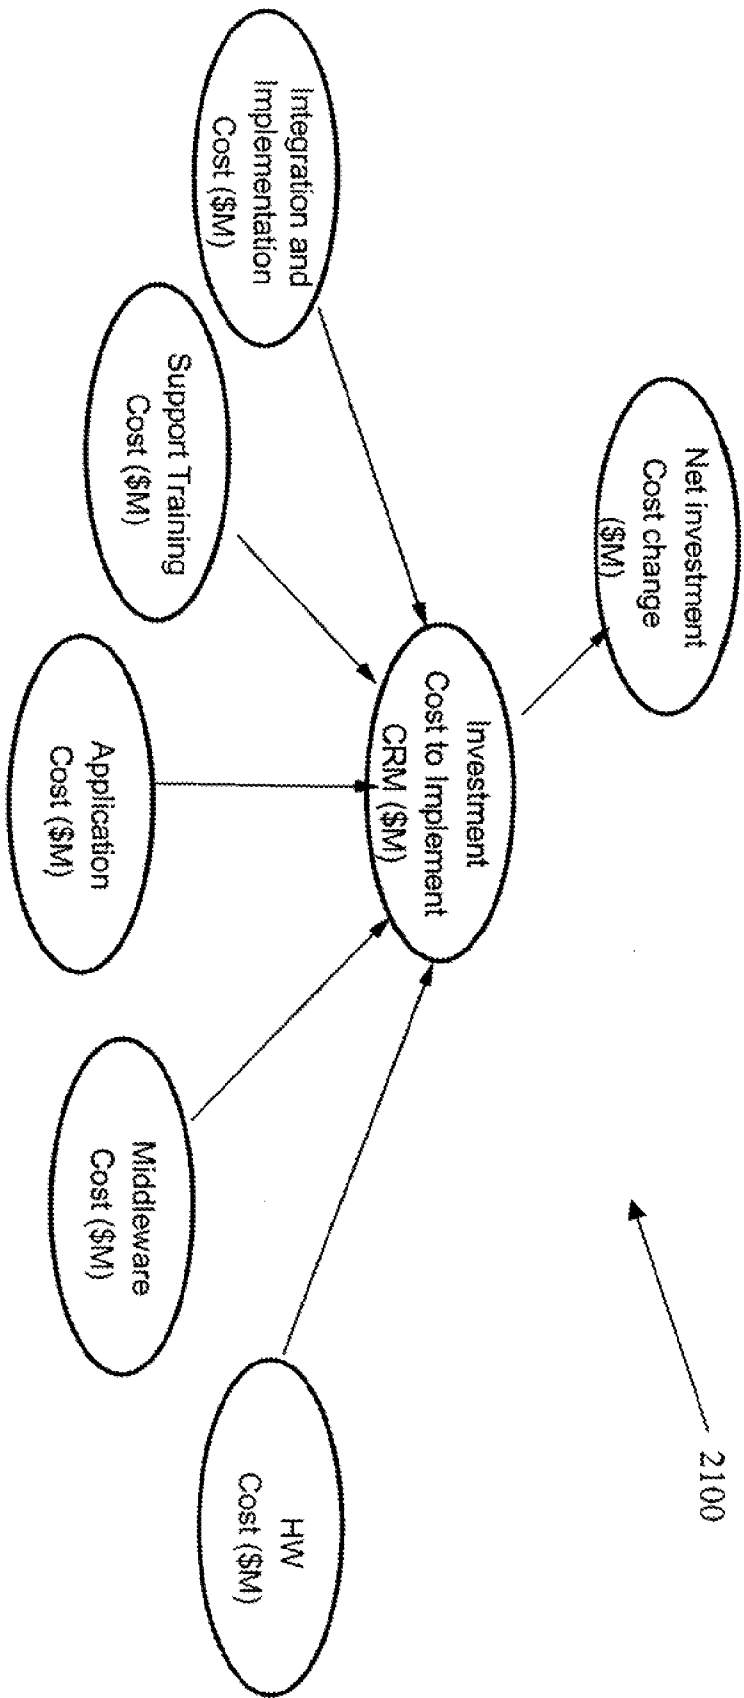 Net investment
Cost change
($M)
2100
Investment
Cost to Implement
CRM ($M)
Integration and
Implementation
Cost ($M)
Support Training
Cost ($M)
Application
Cost ($M)
Middleware
Cost ($M)
HW
Cost ($M)